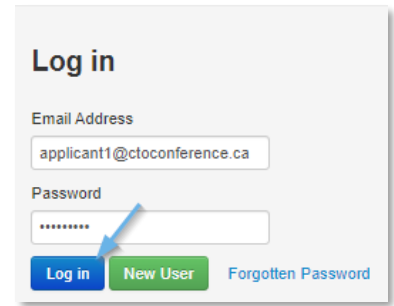 Log in
Email Address
applicant1@ctoconference.ca
Password
•••••••••
Log in New User Forgotten Password